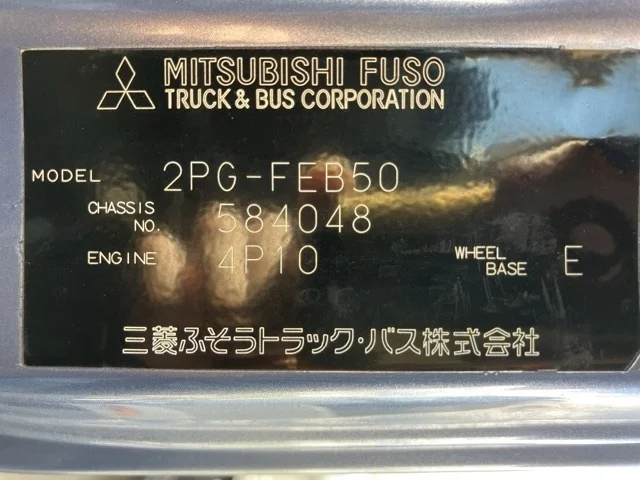 MITSUBISHI FUSO
TRUCK & BUS CORPORATION
MODEL 2PG-FEB50
CHASSIS NO. 584048
ENGINE 4P10 WHEEL BASE E
三菱ふそうトラック・バス株式会社